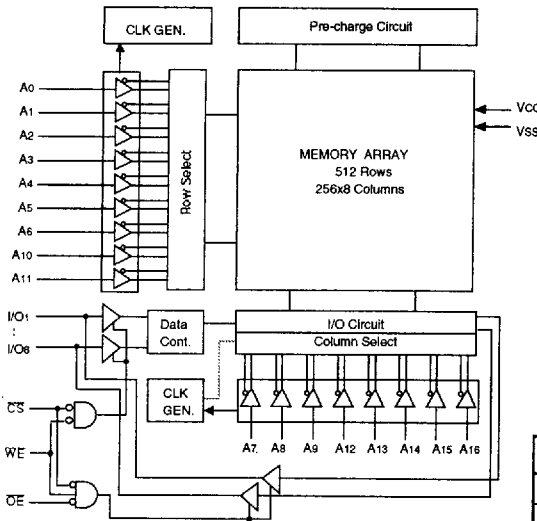 CLK GEN.
Pre-charge Circuit
A0
A1
A2
A3
A4
A5
A6
A10
A11
Row Select
MEMORY ARRAY
512 Rows
256x8 Columns
Vcc
Vss
I/O1
:
I/O8
Data
Cont.
I/O Circuit
Column Select
CLK
GEN.
A7
A8
A9
A12
A13
A14
A15
A16
CS
WE
OE